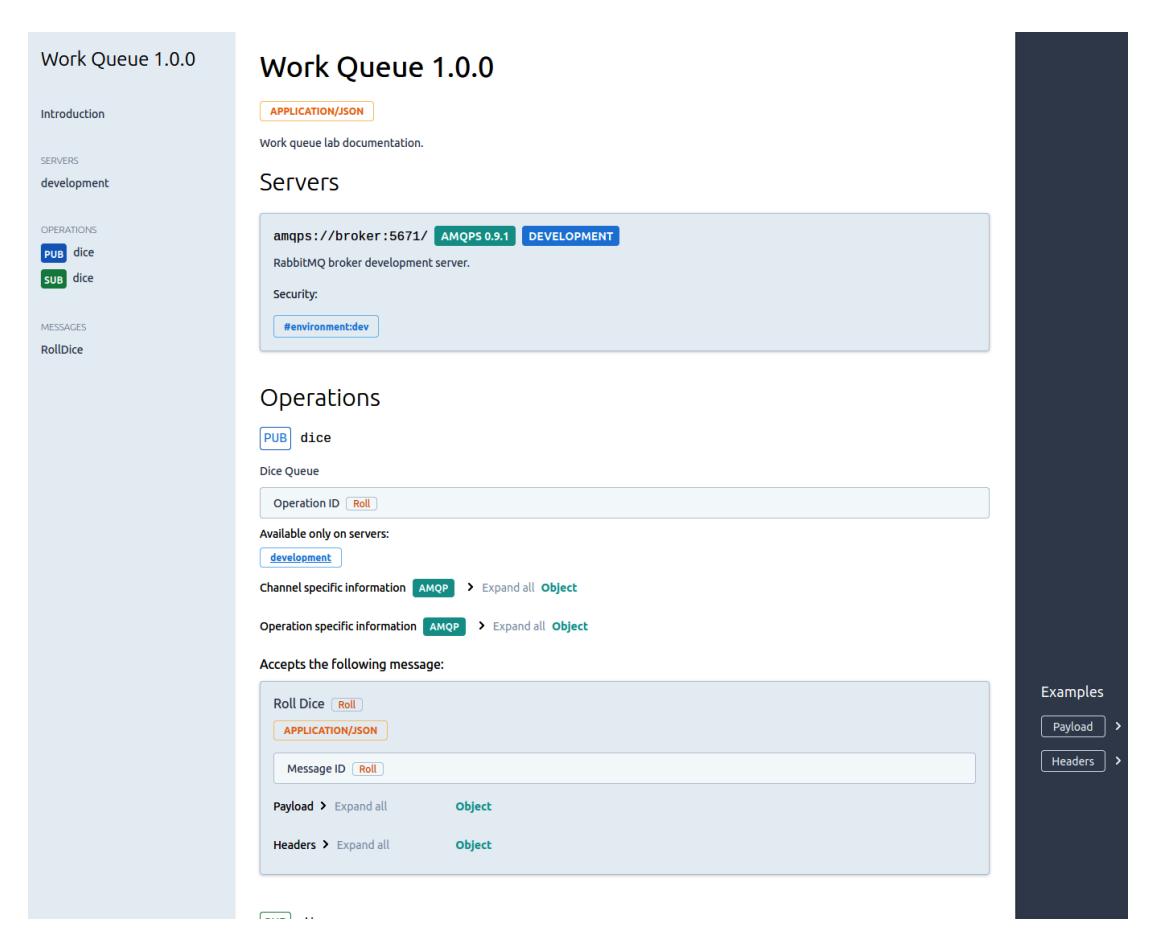 Work Queue 1.0.0
Introduction
SERVERS
development
OPERATIONS
PUB dice
SUB dice
MESSAGES
RollDice
Work Queue 1.0.0
APPLICATION/JSON
Work queue lab documentation.
Servers
amqps://broker:5671/ AMQPS 0.9.1 DEVELOPMENT
RabbitMQ broker development server.
Security:
#environment:dev
Operations
PUB dice
Dice Queue
Operation ID Roll
Available only on servers:
development
Channel specific information AMQP > Expand all Object
Operation specific information AMQP > Expand all Object
Accepts the following message:
Roll Dice Roll
APPLICATION/JSON
Message ID Roll
Payload > Expand all Object
Headers > Expand all Object
Examples
Payload >
Headers >